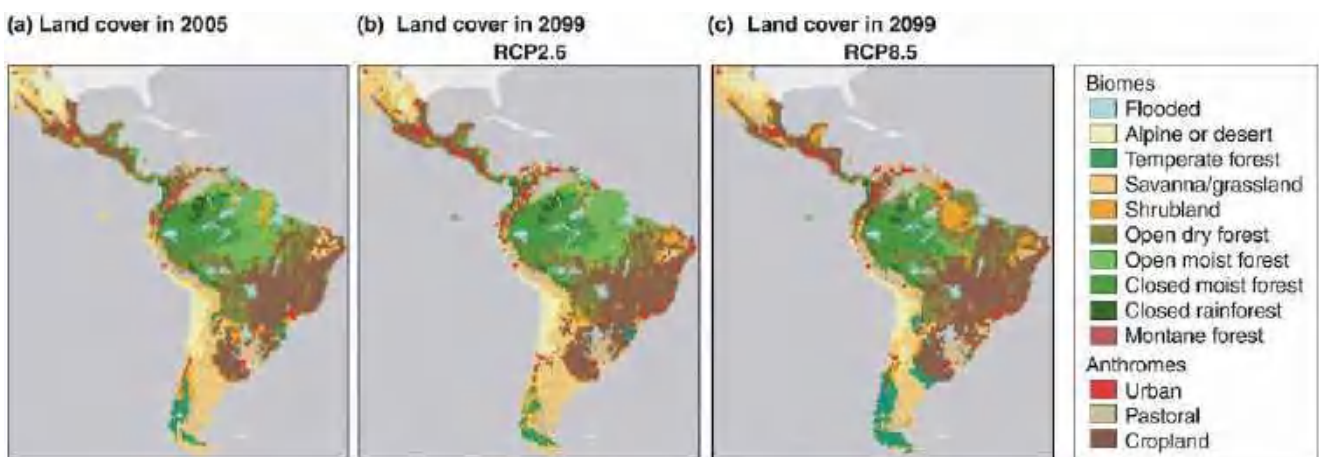 (a) Land cover in 2005
(b) Land cover in 2099
RCP2.6
(c) Land cover in 2099
RCP8.5
Biomes
Flooded
Alpine or desert
Temperate forest
Savanna/grassland
Shrubland
Open dry forest
Open moist forest
Closed moist forest
Closed rainforest
Montane forest
Anthromes
Urban
Pastoral
Cropland